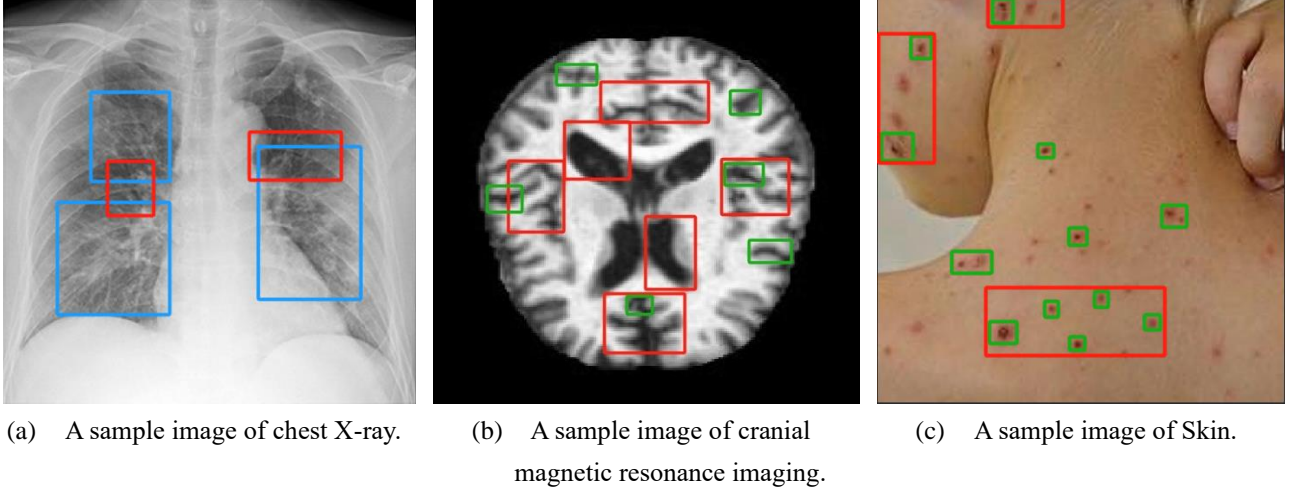 (a) A sample image of chest X-ray.
(b) A sample image of cranial
magnetic resonance imaging.
(c) A sample image of Skin.